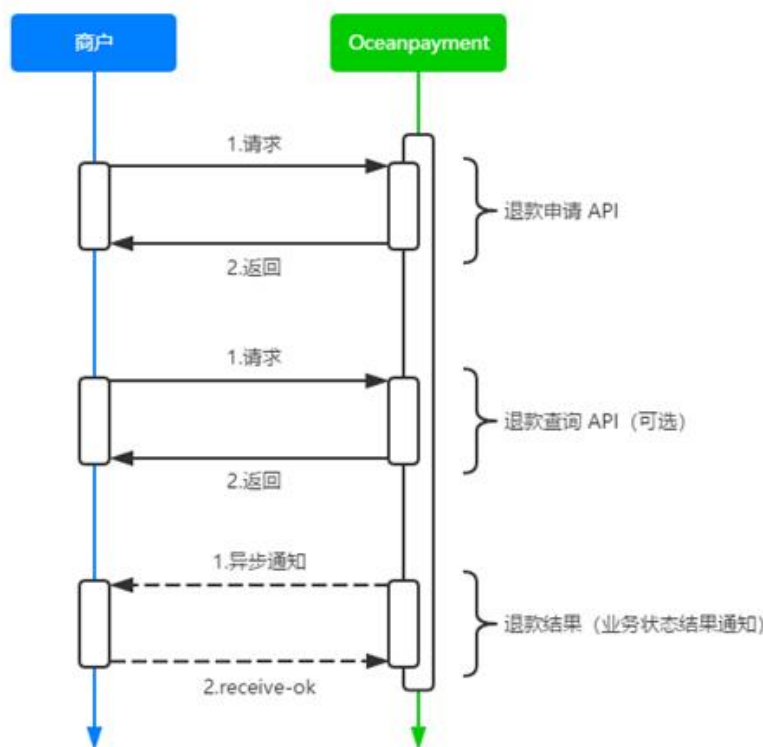 商户
Oceanpayment
1.请求
退款申请 API
2.返回
1.请求
退款查询 API（可选）
2.返回
1.异步通知
退款结果（业务状态结果通知）
2.receive-ok